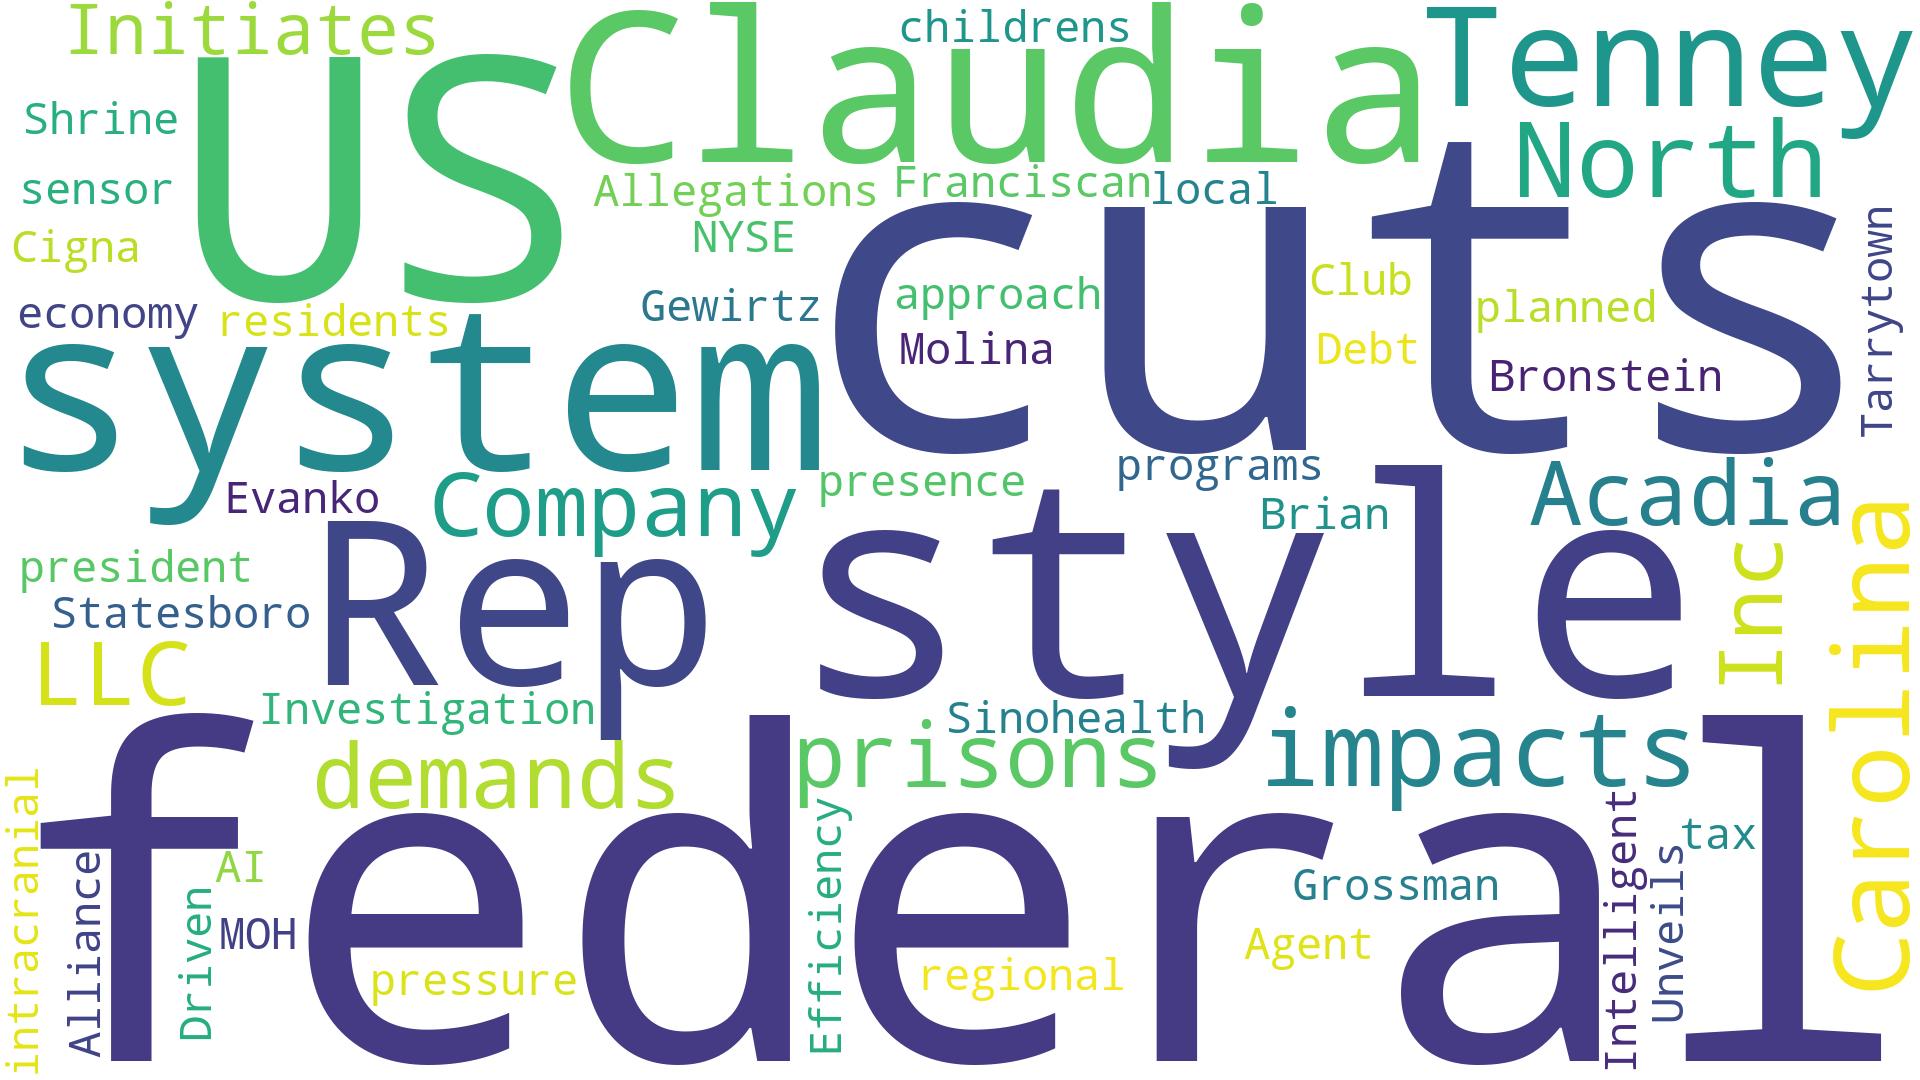 Initiates
US
Claudia
childrens
Tenney
Shrine
North
sensor
Allegations
Franciscan
local
Cigna
NYSE
cuts
Tarrytown
economy
residents
Gewirtz
approach
Club
planned
system
Molina
Debt
Bronstein
Evanko
Company
presence
programs
Brian
Acadia
president
Rep
style
Inc
Carolina
Statesboro
LLC
Investigation
Sinohealth
demands
prisons
impacts
federal
intracranial
Alliance
Driven
AI
MOH
pressure
Efficiency
regional
Grossman
Agent
Intelligent
Unveils
tax